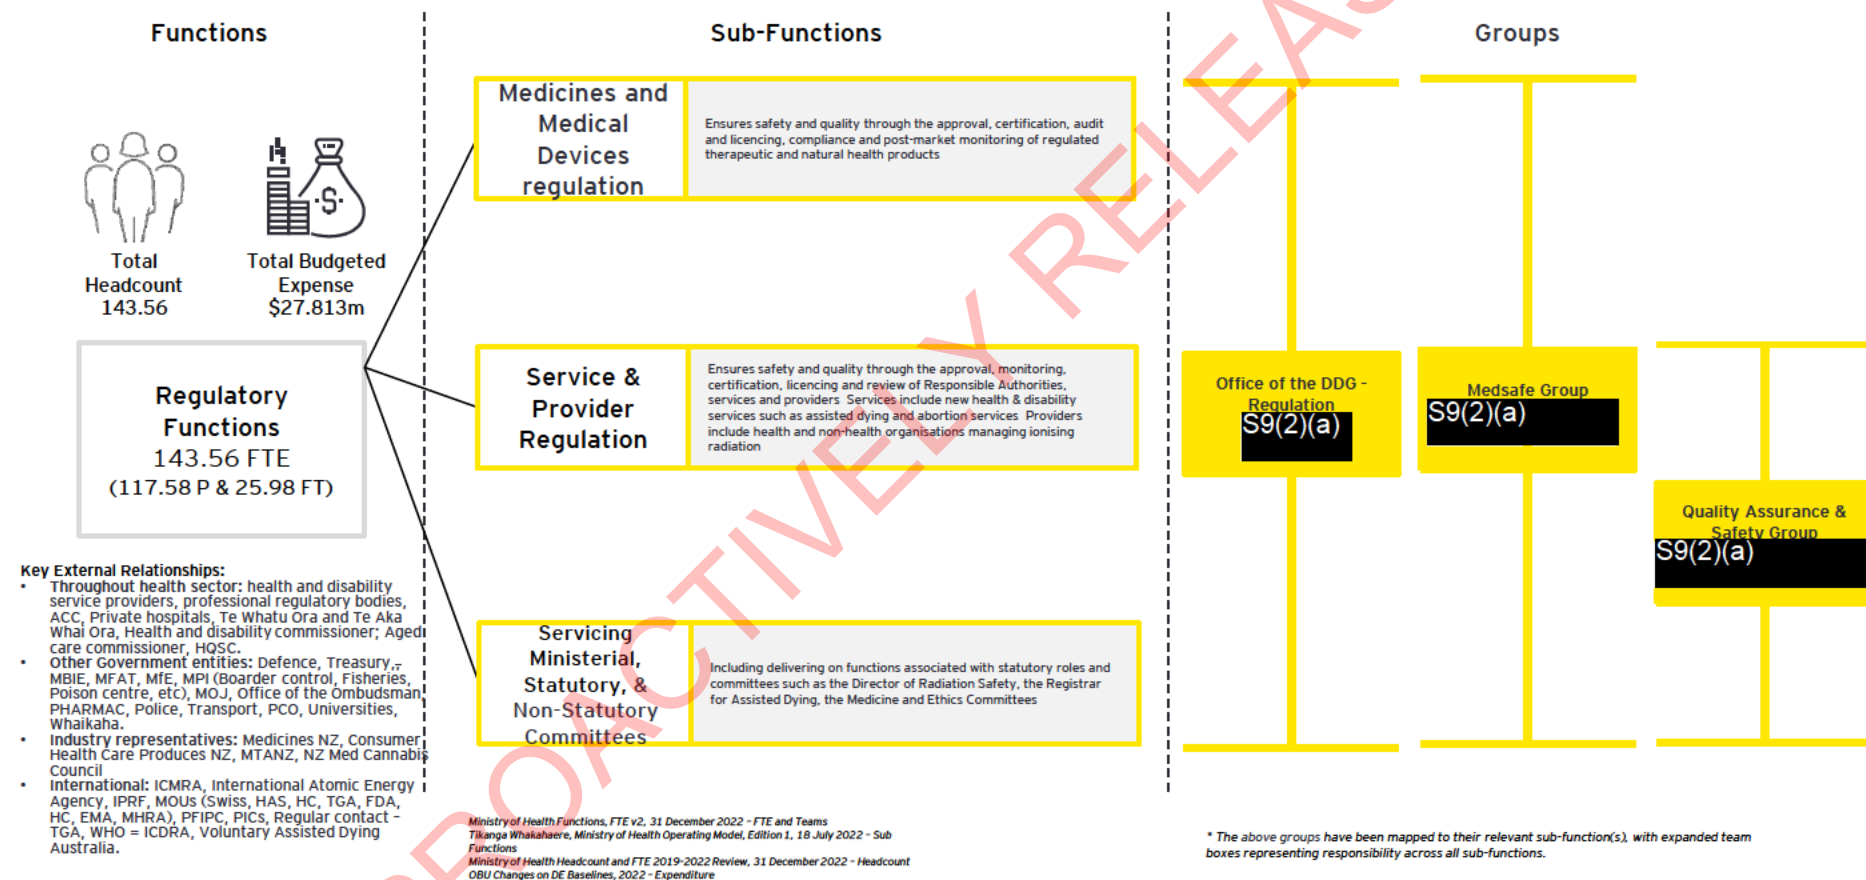 Functions
Sub-Functions
Groups
Total
Headcount
143.56
Total Budgeted
Expense
$27.813m
Regulatory
Functions
143.56 FTE
(117.58 P & 25.98 FT)
Key External Relationships:
• Throughout health sector: health and disability
service providers, professional regulatory bodies,
ACC, Private hospitals, Te Whatu Ora and Te Aka
Whai Ora, Health and disability commissioner; Aged
care commissioner, HQSC.
• Other Government entities: Defence, Treasury,-
MBIE, MFAT, MfE, MPI (Boarder control, Fisheries,
Poison centre, etc), MOJ, Office of the Ombudsman,
PHARMAC, Police, Transport, PCO, Universities,
Whaikaha.
• Industry representatives: Medicines NZ, Consumer
Health Care Produces NZ, MTANZ, NZ Med Cannabis
Council
• International: ICMRA, International Atomic Energy
Agency, IPRF, MOUs (Swiss, HAS, HC, TGA, FDA,
HC, EMA, MHRA), PFIPC, PICs, Regular contact –
TGA, WHO = ICDRA, Voluntary Assisted Dying
Australia.
Medicines and
Medical
Devices
regulation
Ensures safety and quality through the approval, certification, audit
and licencing, compliance and post-market monitoring of regulated
therapeutic and natural health products
Service &
Provider
Regulation
Ensures safety and quality through the approval, monitoring,
certification, licencing and review of Responsible Authorities,
services and providers Services include new health & disability
services such as assisted dying and abortion services Providers
include health and non-health organisations managing ionising
radiation
Servicing
Ministerial,
Statutory, &
Non-Statutory
Committees
Including delivering on functions associated with statutory roles and
committees such as the Director of Radiation Safety, the Registrar
for Assisted Dying, the Medicine and Ethics Committees
Office of the DDG -
Regulation
S9(2)(a)
Medsafe Group
S9(2)(a)
Quality Assurance &
Safety Group
S9(2)(a)
Ministry of Health Functions, FTE v2, 31 December 2022 – FTE and Teams
Tikanga Whakahaere, Ministry of Health Operating Model, Edition 1, 18 July 2022 – Sub
Functions
Ministry of Health Headcount and FTE 2019-2022 Review, 31 December 2022 – Headcount
OBU Changes on DE Baselines, 2022 – Expenditure
* The above groups have been mapped to their relevant sub-function(s), with expanded team
boxes representing responsibility across all sub-functions.
PROACTIVELY RELEAS